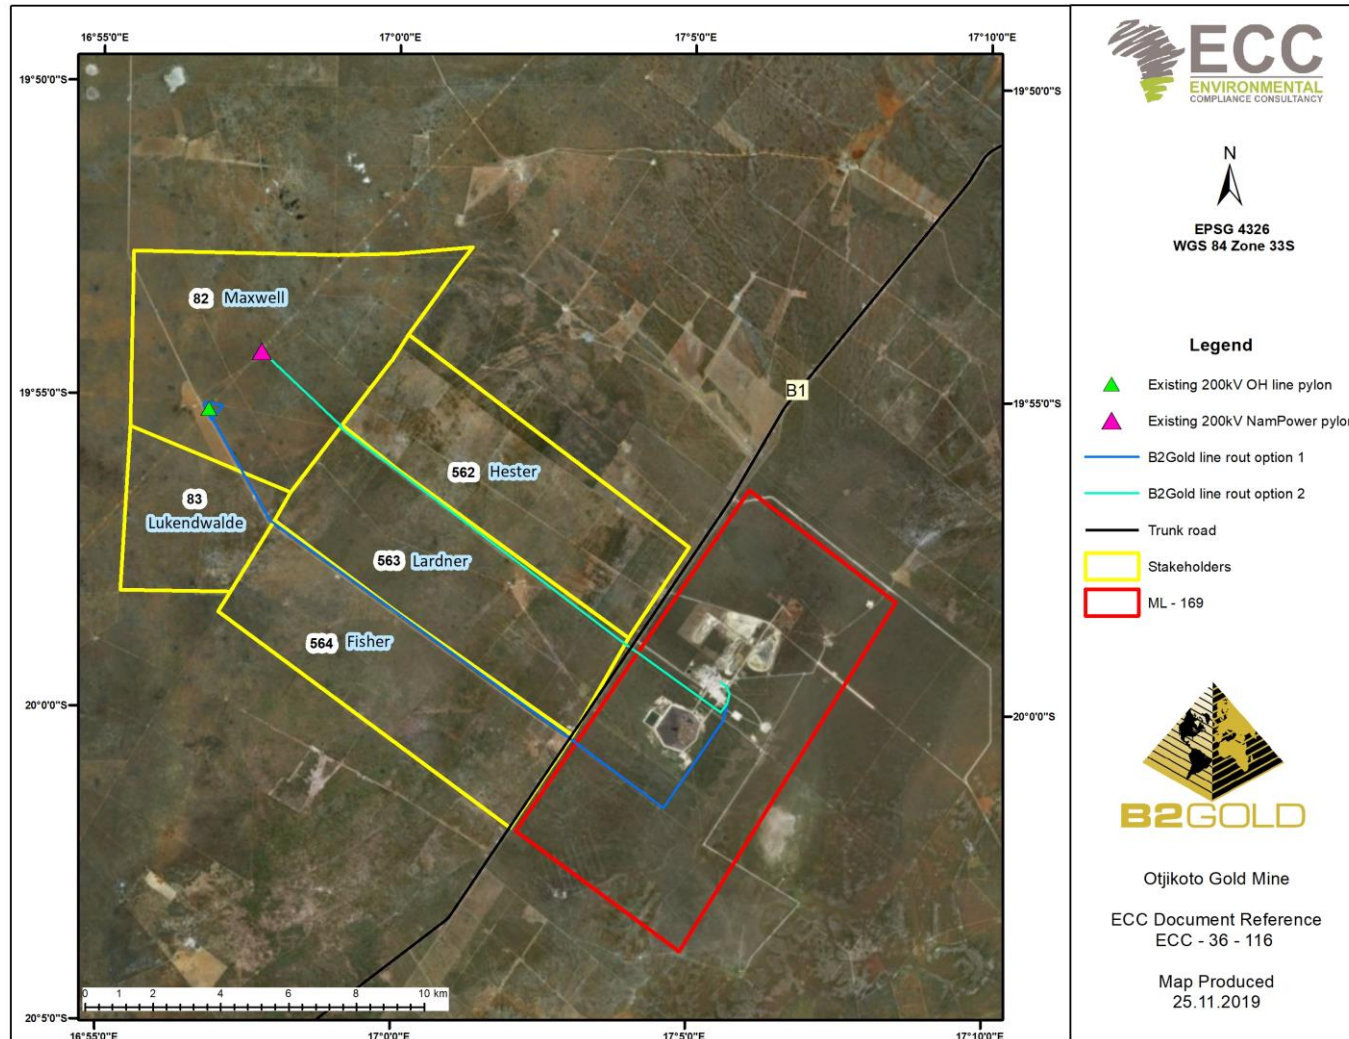 16°55'0"E
17°0'0"E
17°5'0"E
17°10'0"E
19°50'0"S
19°50'0"S
82 Maxwell
B1
19°55'0"S
19°55'0"S
562 Hester
83
Lukendwalde
563 Lardner
564 Fisher
20°0'0"S
20°0'0"S
0 1 2 4 6 8 10 km
20°5'0"S
16°55'0"E
17°0'0"E
17°5'0"E
17°10'0"E
ECC
ENVIRONMENTAL
COMPLIANCE CONSULTANCY
N
EPSG 4326
WGS 84 Zone 33S
Legend
Existing 200kV OH line pylon
Existing 200kV NamPower pylor
B2Gold line rout option 1
B2Gold line rout option 2
Trunk road
Stakeholders
ML - 169
B2GOLD
Otjikoto Gold Mine
ECC Document Reference
ECC - 36 - 116
Map Produced
25.11.2019